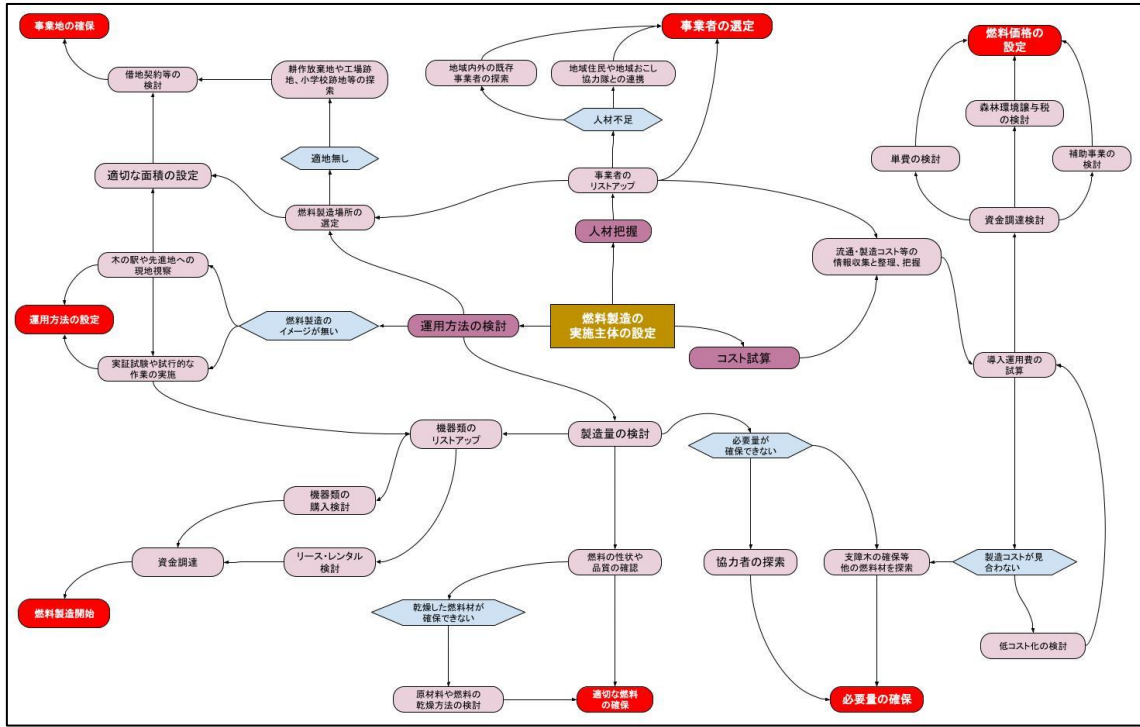 事業地の確保
事業者の選定
燃料価格の
設定
借地契約等の
検討
耕作放棄地や工場跡
地、小学校跡地等の探
索
地域内外の既存
事業者の探索
地域住民や地域おこし
協力隊との連携
森林環境譲与税
の検討
人材不足
単費の検討
補助事業の
検討
適地無し
適切な面積の設定
事業者の
リストアップ
燃料製造場所の
選定
資金調達検討
人材把握
流通・製造コスト等の
情報収集と整理、把握
木の駅や先進地への
現地視察
運用方法の設定
燃料製造の
イメージが無い
運用方法の検討
燃料製造の
実施主体の設定
コスト試算
実証試験や試行的な
作業の実施
導入運用費の
試算
機器類の
リストアップ
製造量の検討
必要量が
確保できない
機器類の
購入検討
資金調達
リース・レンタル
検討
燃料の性状や
品質の確認
協力者の探索
支障木の確保等
他の燃料材を探索
製造コストが見
合わない
燃料製造開始
乾燥した燃料材が
確保できない
低コスト化の検討
原材料や燃料の
乾燥方法の検討
適切な燃料
の確保
必要量の確保